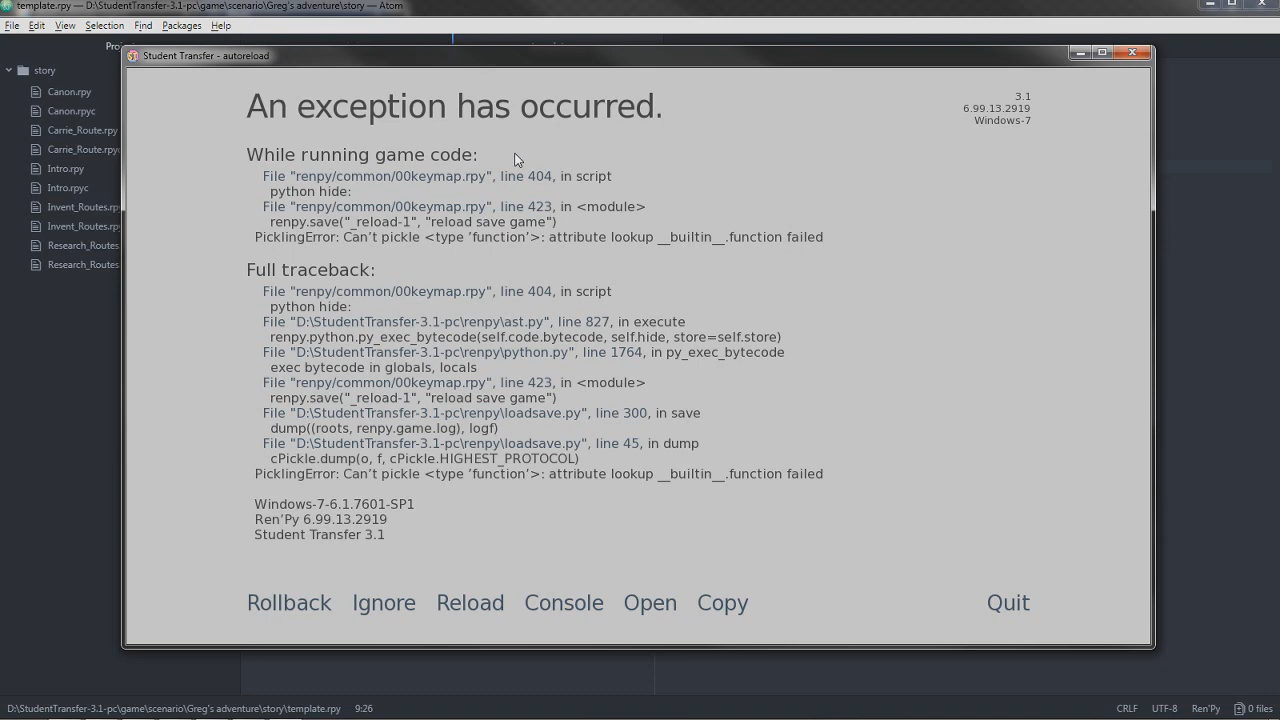 template.rpy — D:\StudentTransfer-3.1-pc\game\scenario\Greg's adventure\story — Atom
File Edit View Selection Find Packages Help
Student Transfer - autoreload
story
Canon.rpy
Canon.rpyc
Carrie_Route.rpy
Carrie_Route.rpyc
Intro.rpy
Intro.rpyc
Invent_Routes.rp
Invent_Routes.rp
Research_Routes
Research_Routes
An exception has occurred.
3.1
6.99.13.2919
Windows-7
While running game code:
File "renpy/common/00keymap.rpy", line 404, in script
python hide:
File "renpy/common/00keymap.rpy", line 423, in <module>
renpy.save("_reload-1", "reload save game")
PicklingError: Can’t pickle <type ’function’>: attribute lookup __builtin__.function failed
Full traceback:
File "renpy/common/00keymap.rpy", line 404, in script
python hide:
File "D:\StudentTransfer-3.1-pc\renpy\ast.py", line 827, in execute
renpy.python.py_exec_bytecode(self.code.bytecode, self.hide, store=self.store)
File "D:\StudentTransfer-3.1-pc\renpy\python.py", line 1764, in py_exec_bytecode
exec bytecode in globals, locals
File "renpy/common/00keymap.rpy", line 423, in <module>
renpy.save("_reload-1", "reload save game")
File "D:\StudentTransfer-3.1-pc\renpy\loadsave.py", line 300, in save
dump((roots, renpy.game.log), logf)
File "D:\StudentTransfer-3.1-pc\renpy\loadsave.py", line 45, in dump
cPickle.dump(o, f, cPickle.HIGHEST_PROTOCOL)
PicklingError: Can’t pickle <type ’function’>: attribute lookup __builtin__.function failed
Windows-7-6.1.7601-SP1
Ren’Py 6.99.13.2919
Student Transfer 3.1
Rollback Ignore Reload Console Open Copy Quit
D:\StudentTransfer-3.1-pc\game\scenario\Greg's adventure\story\template.rpy 9:26 CRLF UTF-8 Ren'Py 0 files